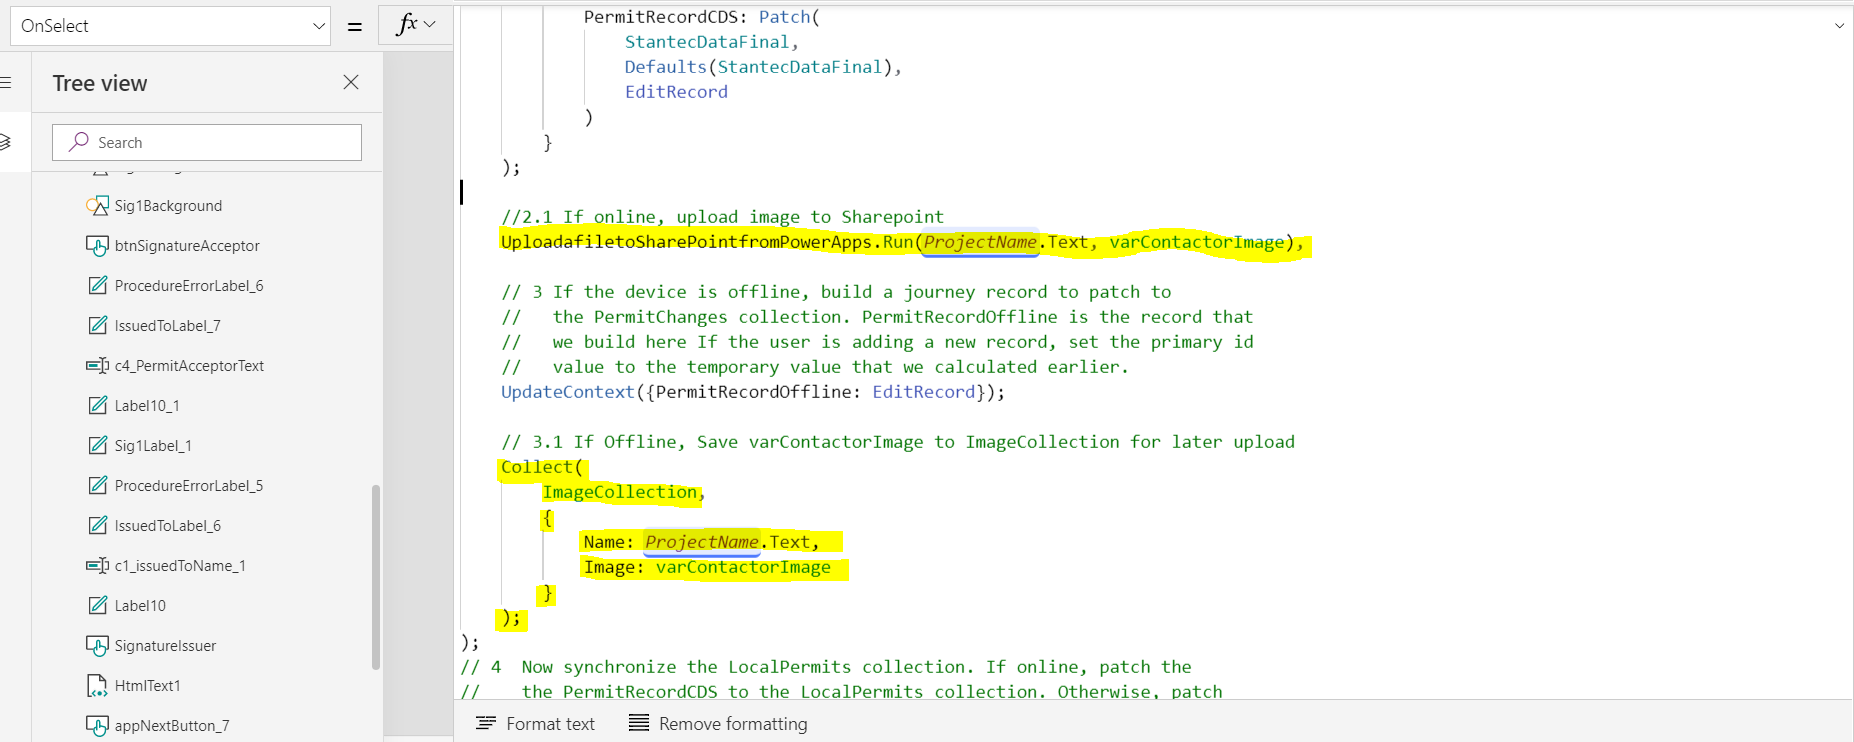 OnSelect
=
fx
Tree view
Search
Sig1Background
btnSignatureAcceptor
ProcedureErrorLabel_6
IssuedToLabel_7
c4_PermitAcceptorText
Label10_1
Sig1Label_1
ProcedureErrorLabel_5
IssuedToLabel_6
c1_issuedToName_1
Label10
SignatureIssuer
HtmlText1
appNextButton_7
PermitRecordCDS: Patch(
StantecDataFinal,
Defaults(StantecDataFinal),
EditRecord
)
}
);
//2.1 If online, upload image to Sharepoint
UploadafiletoSharePointfromPowerApps.Run(ProjectName.Text, varContactorImage),
// 3 If the device is offline, build a journey record to patch to
//   the PermitChanges collection. PermitRecordOffline is the record that
//   we build here If the user is adding a new record, set the primary id
//   value to the temporary value that we calculated earlier.
UpdateContext({PermitRecordOffline: EditRecord});
// 3.1 If Offline, Save varContactorImage to ImageCollection for later upload
Collect(
ImageCollection,
{
Name: ProjectName.Text,
Image: varContactorImage
}
);
);
// 4  Now synchronize the LocalPermits collection. If online, patch the
//    the PermitRecordCDS to the LocalPermits collection. Otherwise, patch
Format text
Remove formatting